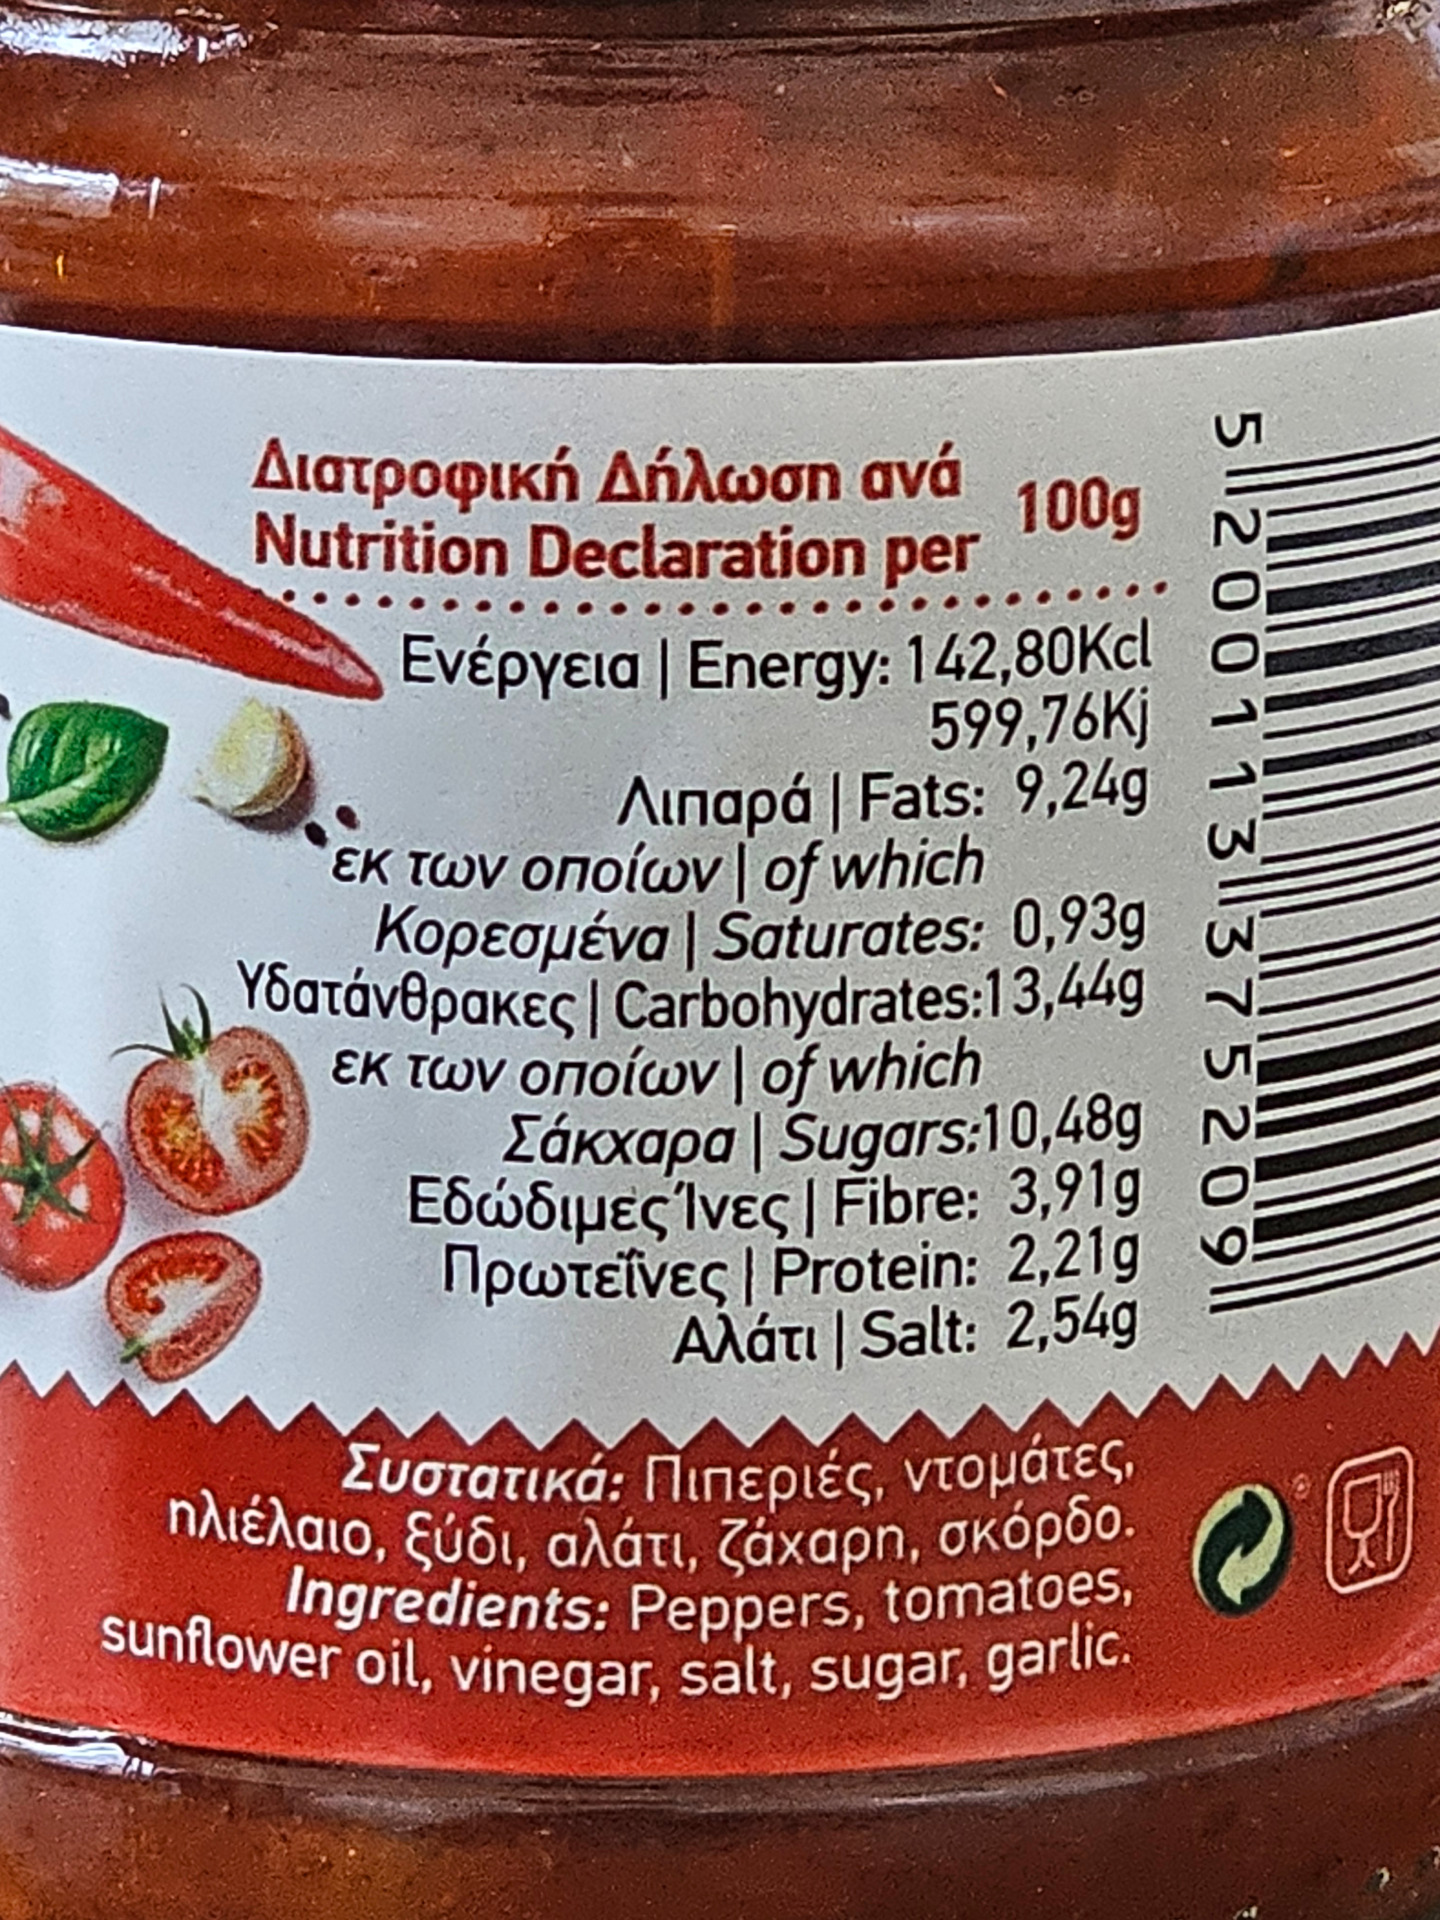 Διατροφική Δήλωση ανά
Nutrition Declaration per 100g
Ενέργεια | Energy: 142,80Kcl
599,76Kj
Λιπαρά | Fats: 9,24g
εκ των οποίων | of which
Κορεσμένα | Saturates: 0,93g
Υδατάνθρακες | Carbohydrates:13,44g
εκ των οποίων | of which
Σάκχαρα | Sugars:10,48g
Εδώδιμες Ίνες | Fibre: 3,91g
Πρωτεΐνες | Protein: 2,21g
Αλάτι | Salt: 2,54g
Συστατικά: Πιπεριές, ντομάτες,
ηλιέλαιο, ξύδι, αλάτι, ζάχαρη, σκόρδο.
Ingredients: Peppers, tomatoes,
sunflower oil, vinegar, salt, sugar, garlic.
®
5 200113 375209